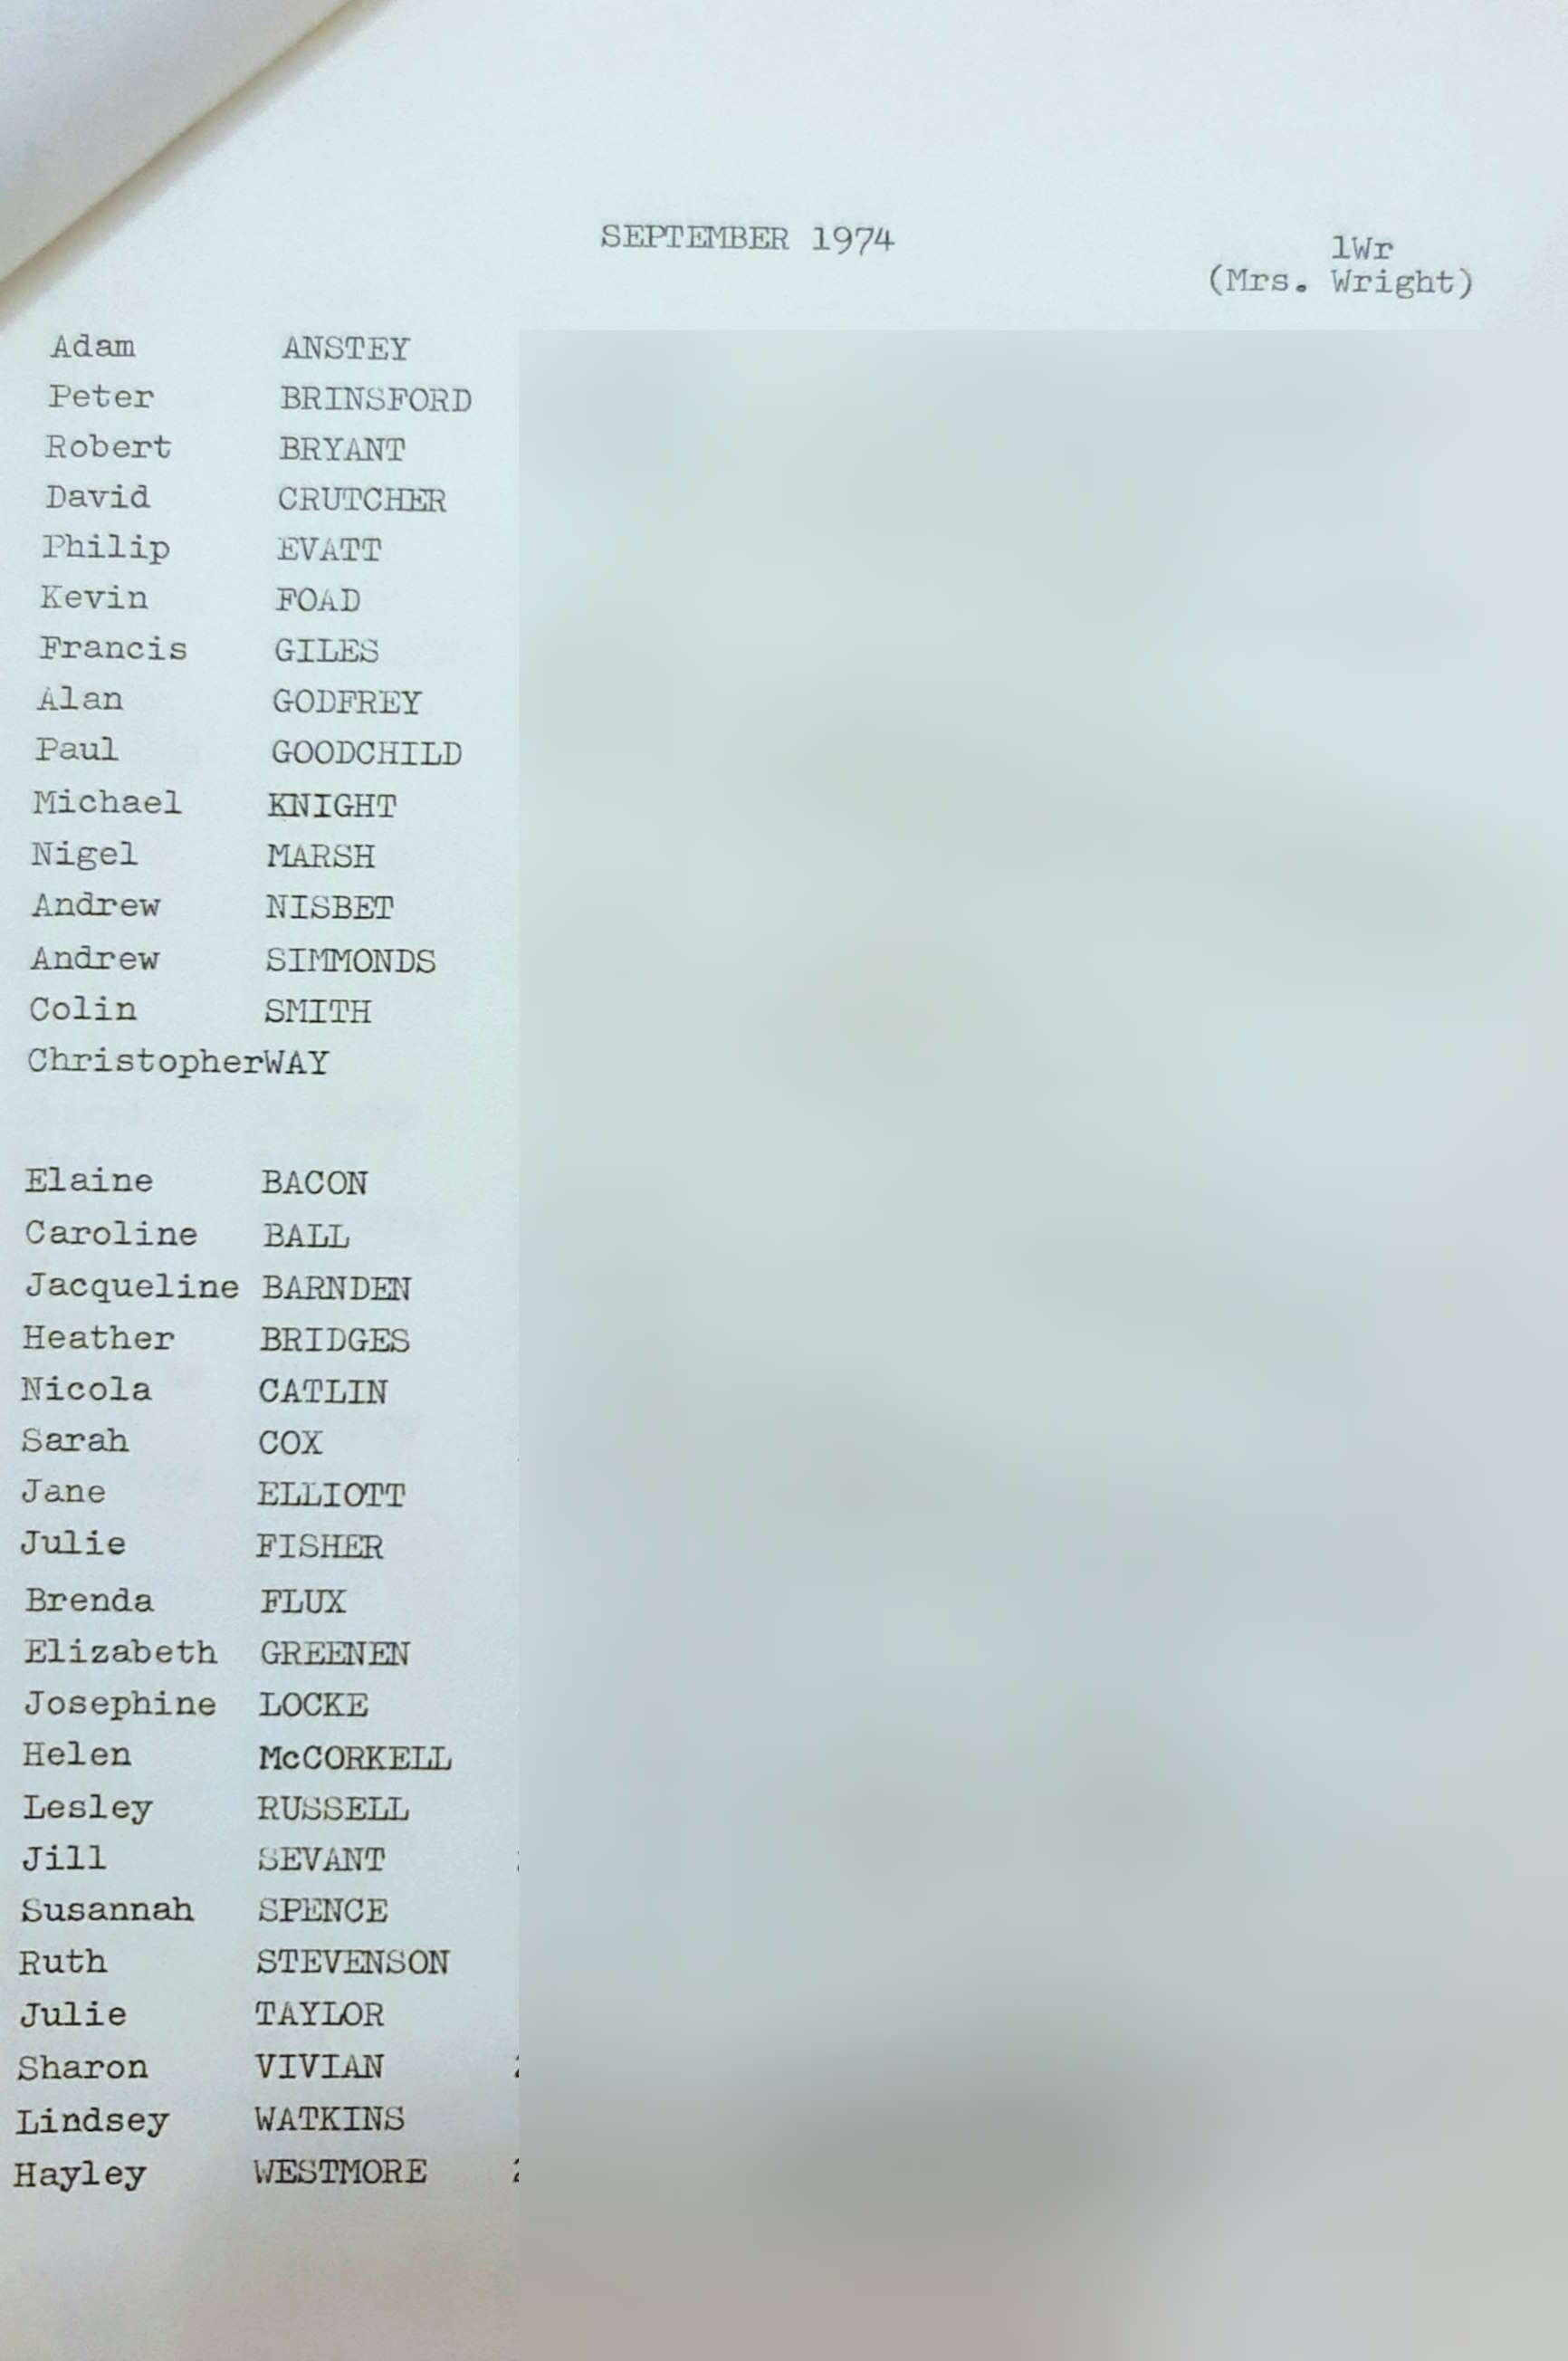 SEPTEMBER 1974
1Wr
(Mrs. Wright)
Adam ANSTEY
Peter BRINSFORD
Robert BRYANT
David CRUTCHER
Philip EVATT
Kevin FOAD
Francis GILES
Alan GODFREY
Paul GOODCHILD
Michael KNIGHT
Nigel MARSH
Andrew NISBET
Andrew SIMMONDS
Colin SMITH
ChristopherWAY
Elaine BACON
Caroline BALL
Jacqueline BARNDEN
Heather BRIDGES
Nicola CATLIN
Sarah COX
Jane ELLIOTT
Julie FISHER
Brenda FLUX
Elizabeth GREENEN
Josephine LOCKE
Helen McCORKELL
Lesley RUSSELL
Jill SEVANT
Susannah SPENCE
Ruth STEVENSON
Julie TAYLOR
Sharon VIVIAN
Lindsey WATKINS
Hayley WESTMORE